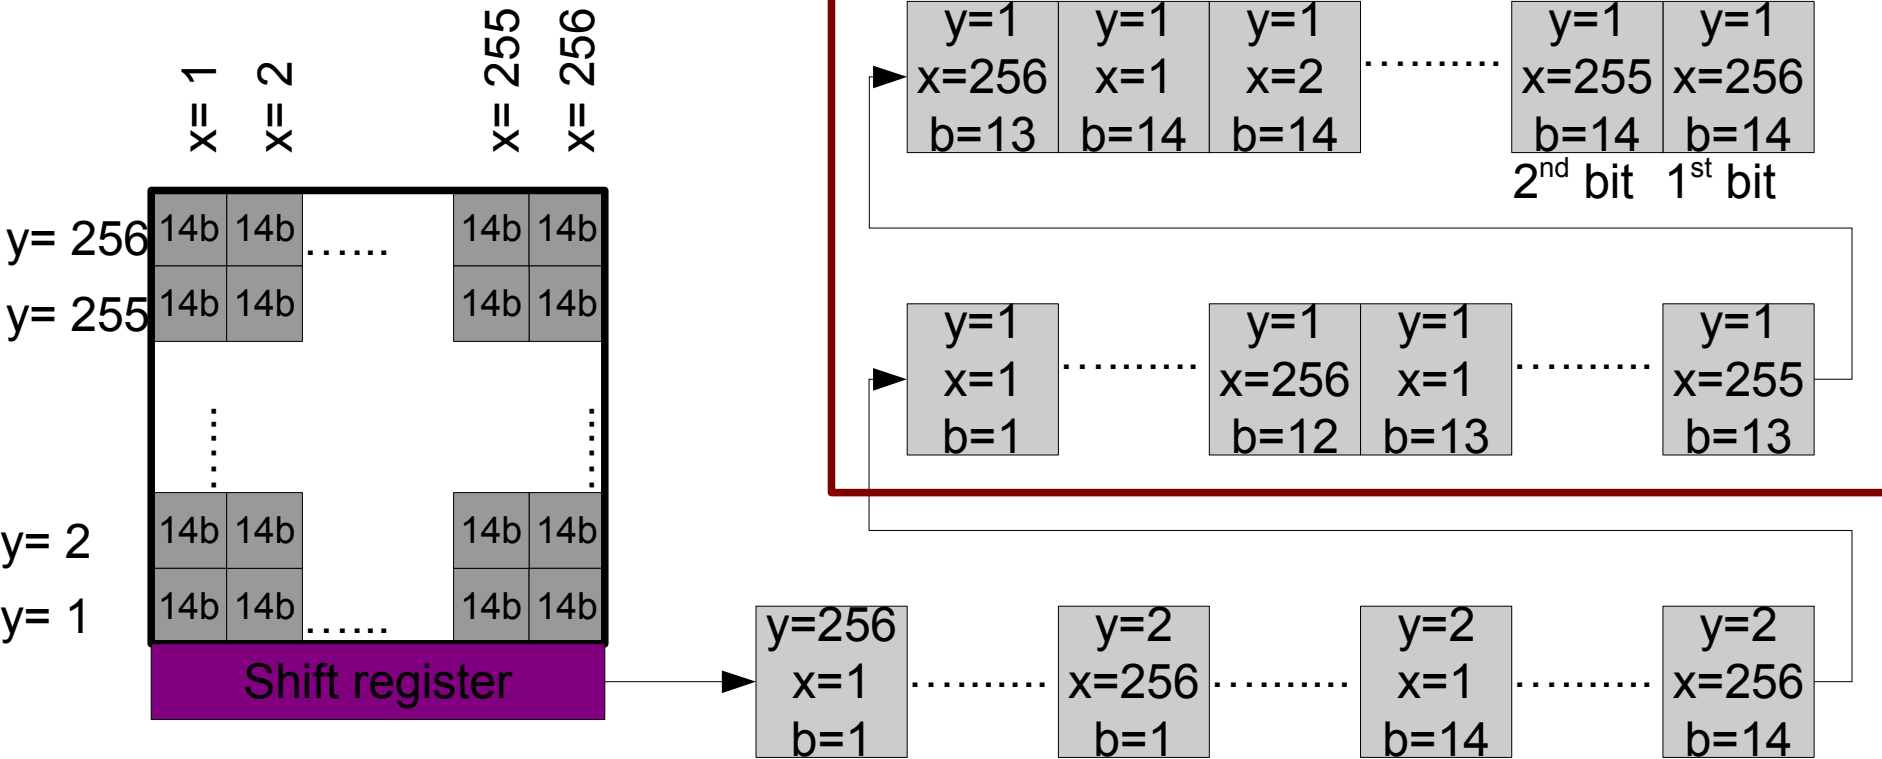 x= 1
x= 2
x= 255
x= 256
y= 256
14b 14b ...... 14b 14b
y= 255
14b 14b 14b 14b
y= 2
14b 14b 14b 14b
y= 1
14b 14b ...... 14b 14b
Shift register
y=1 y=1 y=1 y=1 y=1
x=256 x=1 x=2 .......... x=255 x=256
b=13 b=14 b=14 b=14 b=14
2nd bit 1st bit
y=1 y=1 y=1 y=1
x=1 .......... x=256 x=1 .......... x=255
b=1 b=12 b=13 b=13
y=256 y=2 y=2 y=2
x=1 .......... x=256 .......... x=1 .......... x=256
b=1 b=1 b=14 b=14